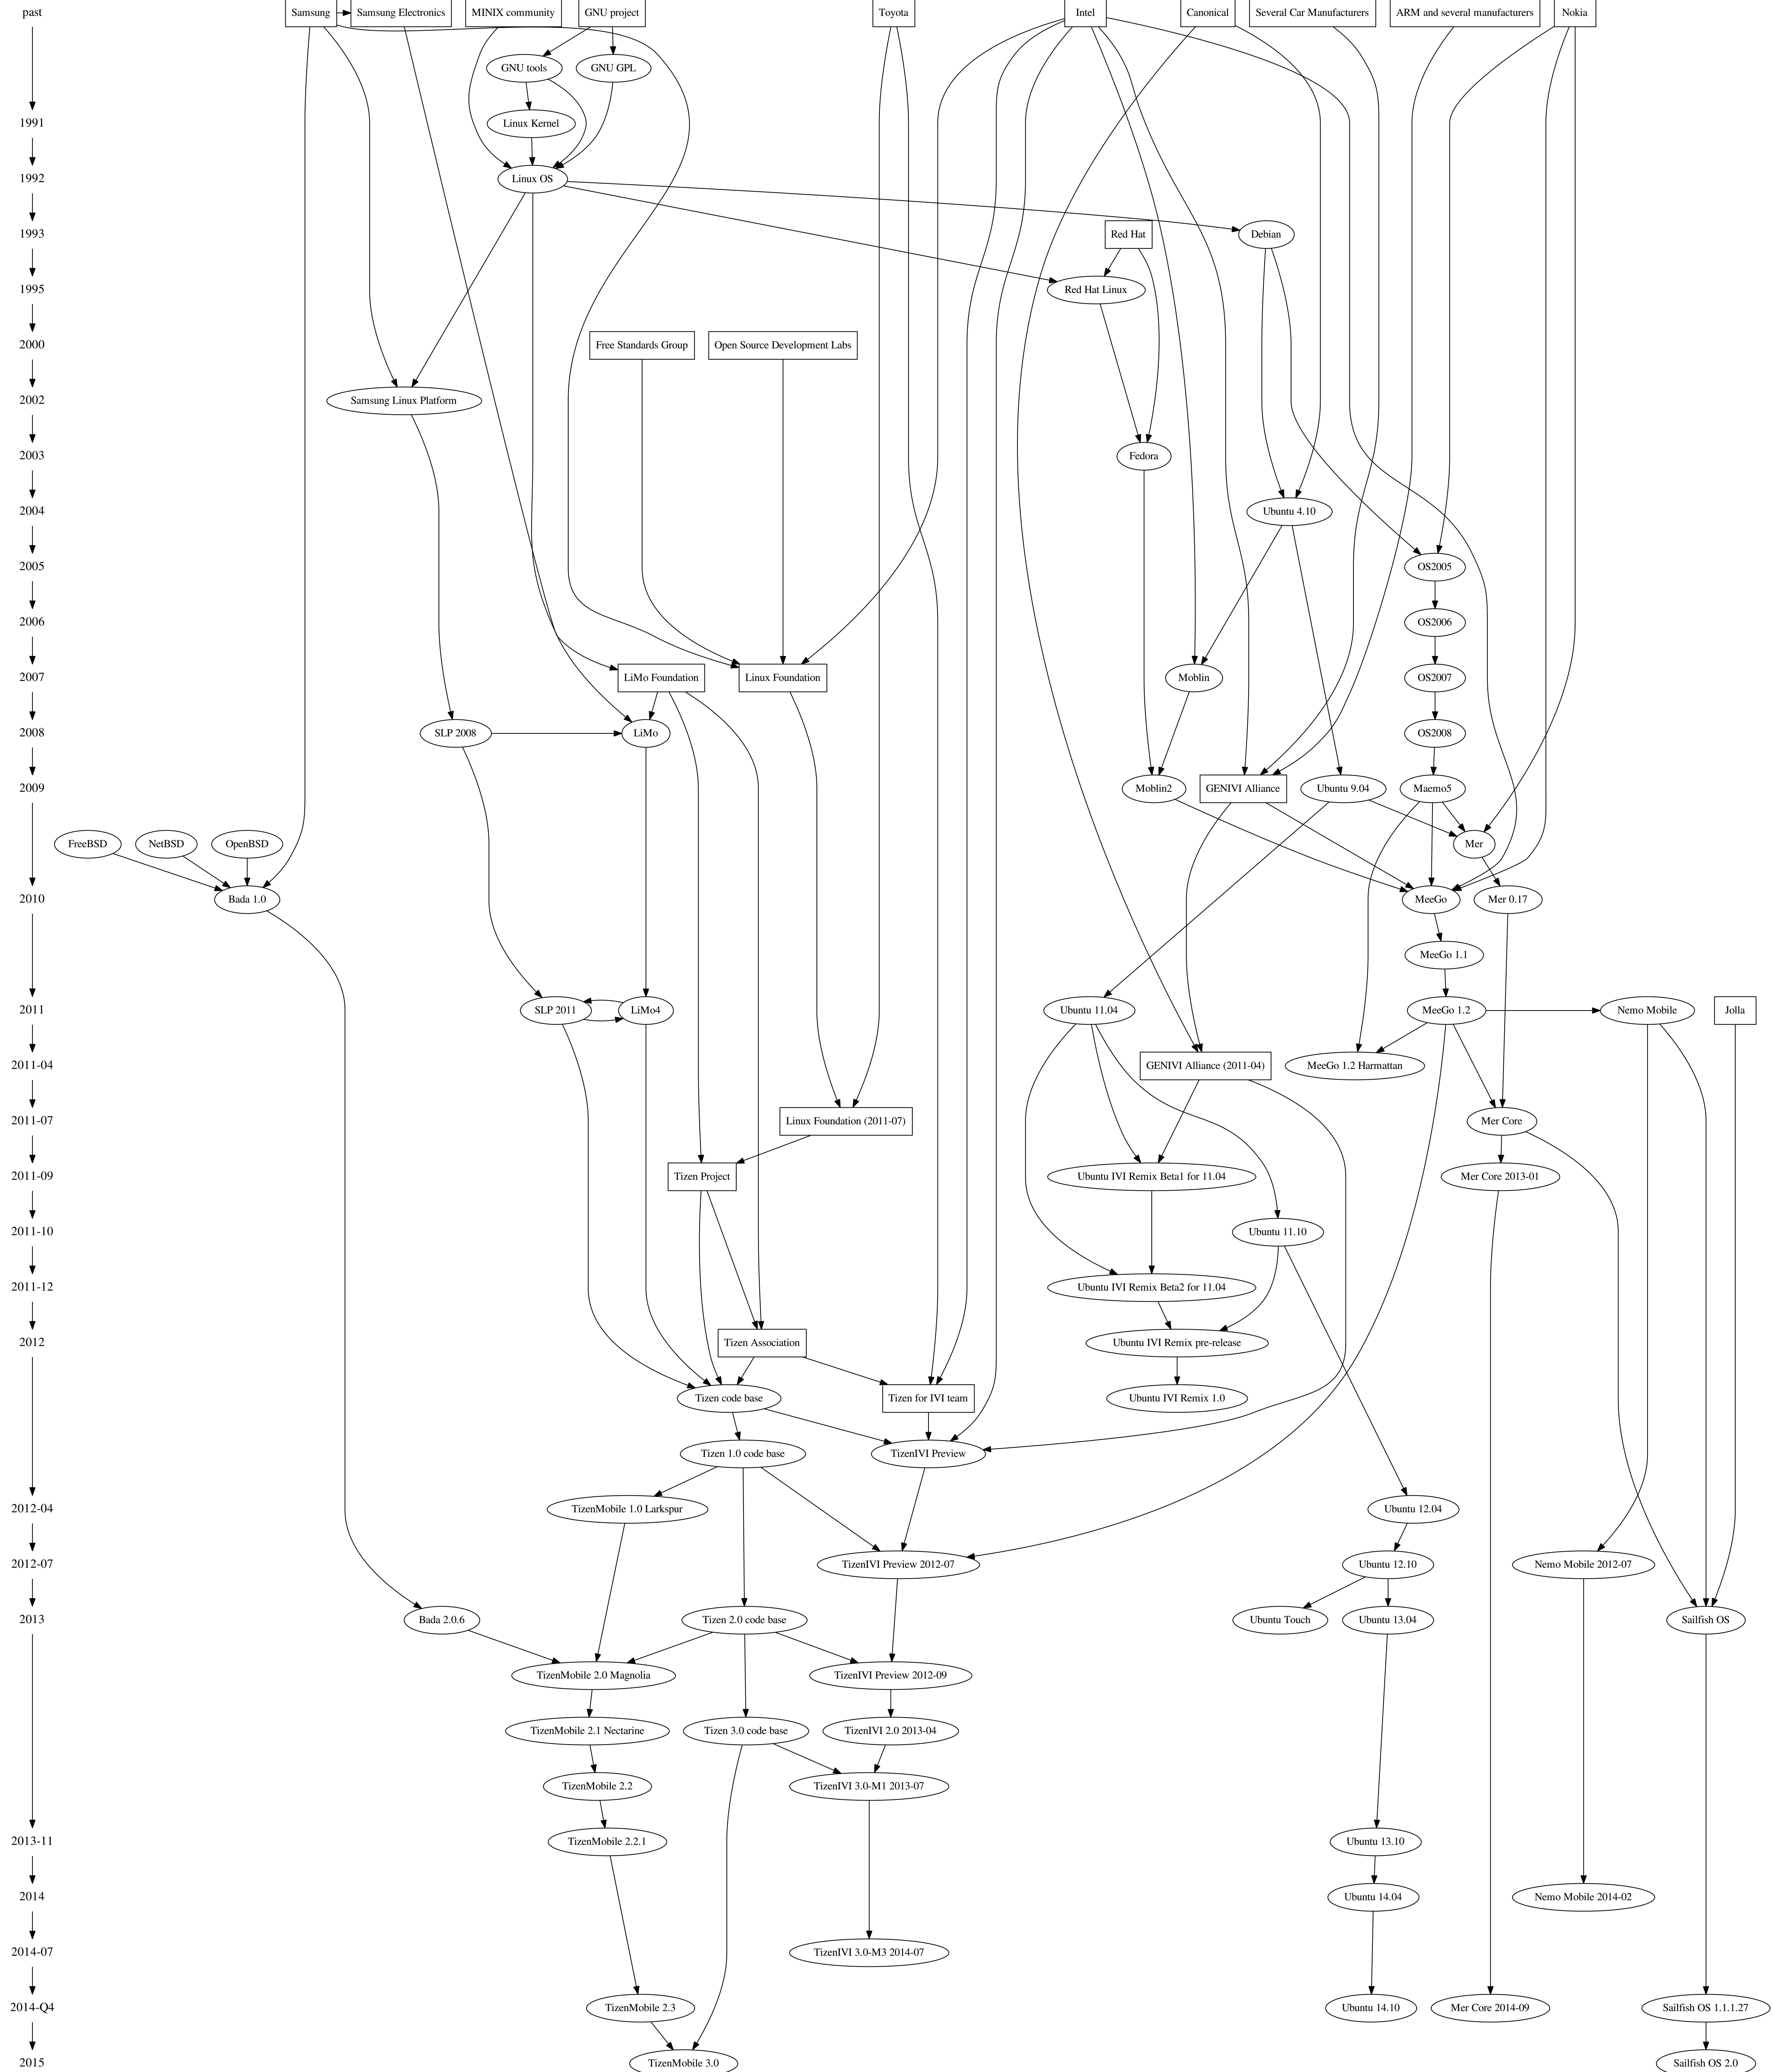 past
Samsung
Samsung Electronics
MINIX community
GNU project
Toyota
Intel
Canonical
Several Car Manufacturers
ARM and several manufacturers
Nokia
GNU tools
GNU GPL
1991
Linux Kernel
1992
Linux OS
1993
Red Hat
Debian
1995
Red Hat Linux
2000
Free Standards Group
Open Source Development Labs
2002
Samsung Linux Platform
2003
Fedora
2004
Ubuntu 4.10
2005
OS2005
2006
OS2006
2007
LiMo Foundation
Linux Foundation
Moblin
OS2007
2008
SLP 2008
LiMo
OS2008
2009
Moblin2
GENIVI Alliance
Ubuntu 9.04
Maemo5
FreeBSD
NetBSD
OpenBSD
Mer
2010
Bada 1.0
MeeGo
Mer 0.17
MeeGo 1.1
2011
SLP 2011
LiMo4
Ubuntu 11.04
MeeGo 1.2
Nemo Mobile
Jolla
2011-04
GENIVI Alliance (2011-04)
MeeGo 1.2 Harmattan
2011-07
Linux Foundation (2011-07)
Mer Core
2011-09
Tizen Project
Ubuntu IVI Remix Beta1 for 11.04
Mer Core 2013-01
2011-10
Ubuntu 11.10
2011-12
Ubuntu IVI Remix Beta2 for 11.04
2012
Tizen Association
Ubuntu IVI Remix pre-release
Tizen code base
Tizen for IVI team
Ubuntu IVI Remix 1.0
Tizen 1.0 code base
TizenIVI Preview
2012-04
TizenMobile 1.0 Larkspur
Ubuntu 12.04
2012-07
TizenIVI Preview 2012-07
Ubuntu 12.10
Nemo Mobile 2012-07
2013
Bada 2.0.6
Tizen 2.0 code base
Ubuntu Touch
Ubuntu 13.04
Sailfish OS
TizenMobile 2.0 Magnolia
TizenIVI Preview 2012-09
TizenMobile 2.1 Nectarine
Tizen 3.0 code base
TizenIVI 2.0 2013-04
TizenMobile 2.2
TizenIVI 3.0-M1 2013-07
2013-11
TizenMobile 2.2.1
Ubuntu 13.10
2014
Ubuntu 14.04
Nemo Mobile 2014-02
2014-07
TizenIVI 3.0-M3 2014-07
2014-Q4
TizenMobile 2.3
Ubuntu 14.10
Mer Core 2014-09
Sailfish OS 1.1.1.27
2015
TizenMobile 3.0
Sailfish OS 2.0